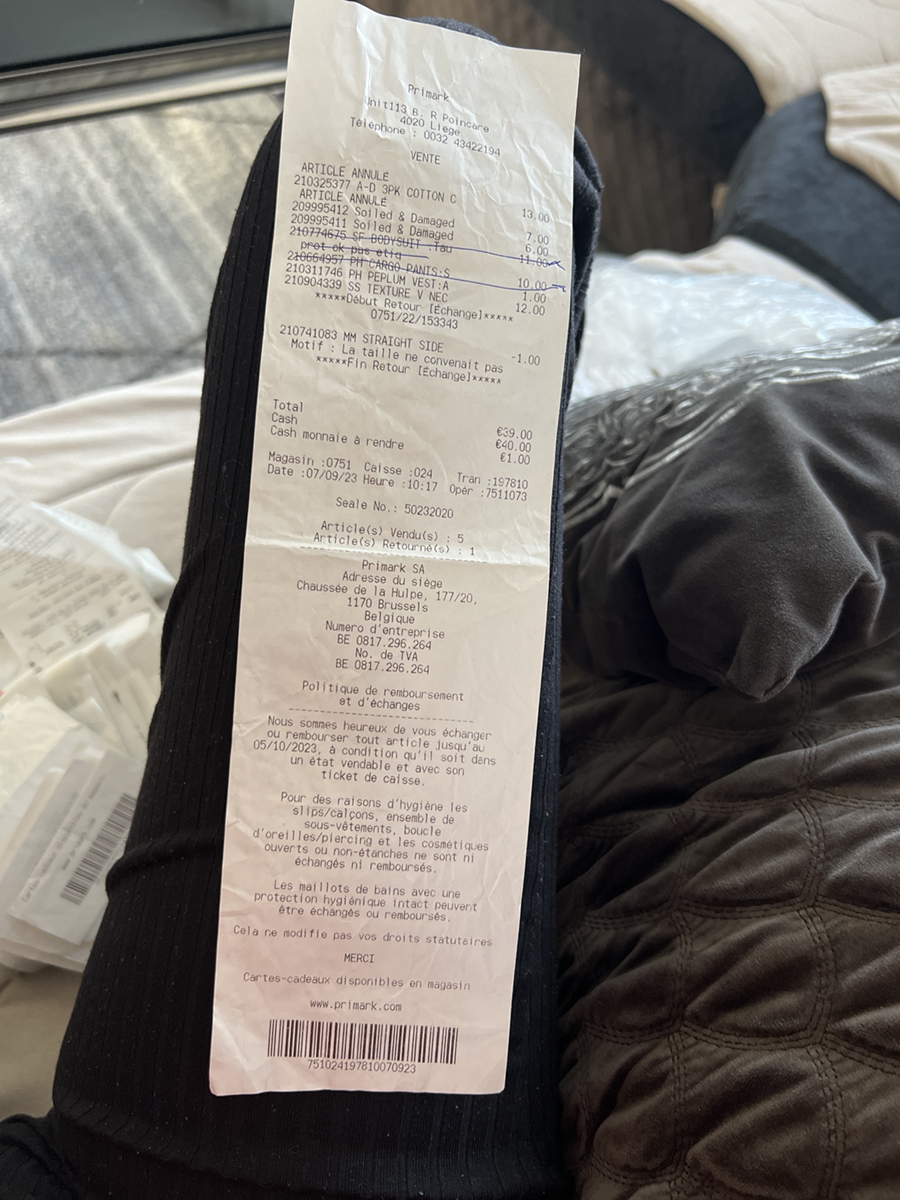 Primark
Unit113 B. R Poincare
4020 Liege
Téléphone : 0032 43422194
VENTE
ARTICLE ANNULÉ
210325377 A-D 3PK COTTON C 13.00
ARTICLE ANNULÉ
209995412 Soiled & Damaged 7.00
209995411 Soiled & Damaged 6.00
210774675 SF BODYSUIT :Tau 11.00
prot ok pas etiq
210664957 PH CARGO PANTS:S 10.00
210311746 PH PEPLUM VEST:A 1.00
210904339 SS TEXTURE V NEC 12.00
*****Début Retour [Échange]*****
0751/22/153343
210741083 MM STRAIGHT SIDE -1.00
Motif : La taille ne convenait pas
*****Fin Retour [Échange]*****
Total €39.00
Cash €40.00
Cash monnaie à rendre €1.00
Magasin :0751 Caisse :024 Tran :197810
Date :07/09/23 Heure :10:17 Opér :7511073
Seale No.: 50232020
Article(s) Vendu(s) : 5
Article(s) Retourné(s) : 1
Primark SA
Adresse du siège
Chaussée de la Hulpe, 177/20,
1170 Brussels
Belgique
Numero d'entreprise
BE 0817.296.264
No. de TVA
BE 0817.296.264
Politique de remboursement
et d'échanges
Nous sommes heureux de vous échanger
ou rembourser tout article jusqu'au
05/10/2023, à condition qu'il soit dans
un état vendable et avec son
ticket de caisse.
Pour des raisons d'hygiène les
slips/calçons, ensemble de
sous-vêtements, boucle
d'oreilles/piercing et les cosmétiques
ouverts ou non-étanches ne sont ni
échangés ni remboursés.
Les maillots de bains avec une
protection hygiénique intact peuvent
être échangés ou remboursés.
Cela ne modifie pas vos droits statutaires
MERCI
Cartes-cadeaux disponibles en magasin
www.primark.com
751024197810070923